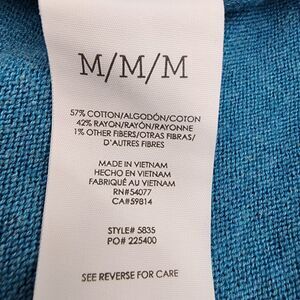 M/M/M
57% COTTON/ALGODÓN/COTON
42% RAYON/RAYÓN/RAYONNE
1% OTHER FIBERS/OTRAS FIBRAS/
D'AUTRES FIBRES
MADE IN VIETNAM
HECHO EN VIETNAM
FABRIQUÉ AU VIETNAM
RN#54077
CA#59814
STYLE# 5835
PO# 225400
SEE REVERSE FOR CARE